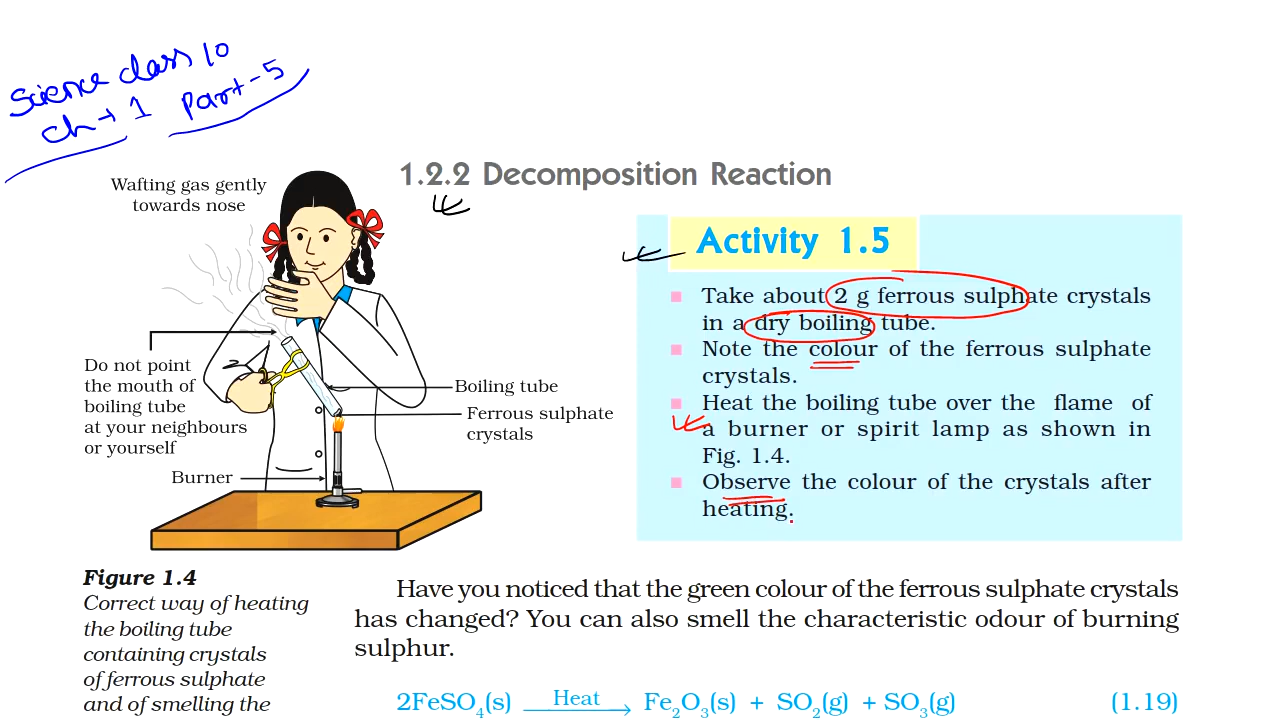 Science class 10
Ch → 1 Part-5
1.2.2 Decomposition Reaction
Wafting gas gently
towards nose
Do not point
the mouth of
boiling tube
at your neighbours
or yourself
Boiling tube
Ferrous sulphate
crystals
Burner
Activity 1.5
Take about 2 g ferrous sulphate crystals
in a dry boiling tube.
Note the colour of the ferrous sulphate
crystals.
Heat the boiling tube over the flame of
a burner or spirit lamp as shown in
Fig. 1.4.
Observe the colour of the crystals after
heating.
Figure 1.4
Correct way of heating
the boiling tube
containing crystals
of ferrous sulphate
and of smelling the
Have you noticed that the green colour of the ferrous sulphate crystals
has changed? You can also smell the characteristic odour of burning
sulphur.
2FeSO₄(s) —Heat→ Fe₂O₃(s) + SO₂(g) + SO₃(g) (1.19)